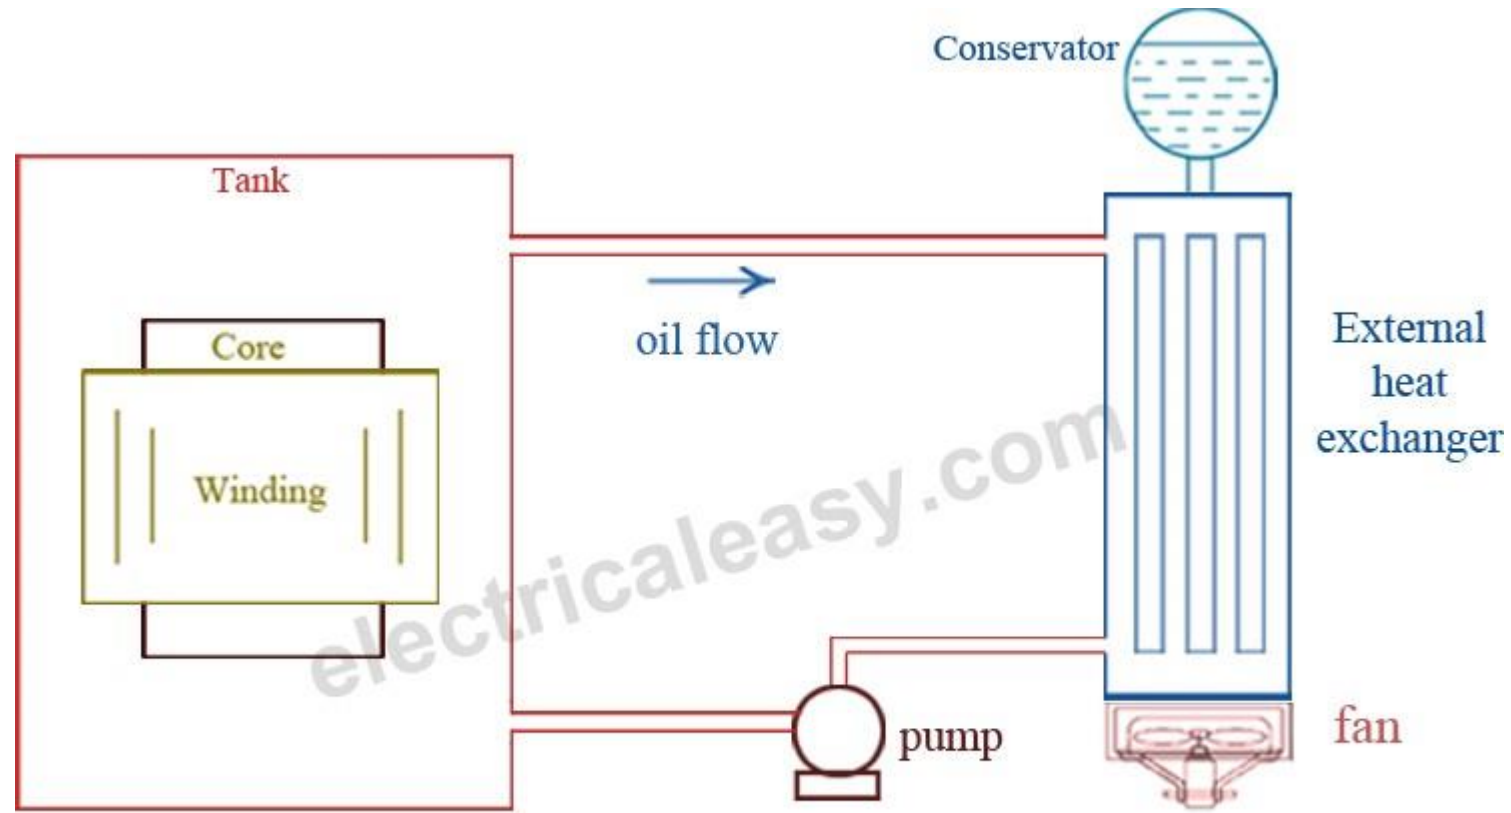 Conservator
Tank
Core
oil flow
External
heat
exchanger
Winding
electricaleasy.com
pump
fan